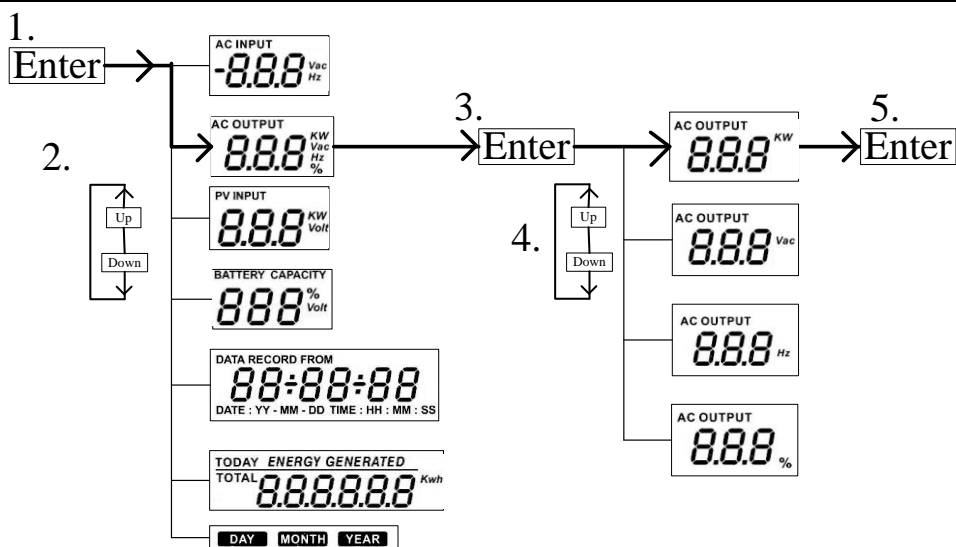 1.
Enter
AC INPUT
-8.8.8 Vac
Hz
AC OUTPUT
8.8.8 KW
Vac
Hz
%
2.
Up
Down
PV INPUT
8.8.8 KW
Volt
BATTERY CAPACITY
888 %
Volt
DATA RECORD FROM
88÷88÷88
DATE : YY - MM - DD TIME : HH : MM : SS
TODAY ENERGY GENERATED
TOTAL 8.8.8.8.8.8 Kwh
DAY MONTH YEAR
3.
Enter
4.
Up
Down
AC OUTPUT
8.8.8 KW
AC OUTPUT
8.8.8 Vac
AC OUTPUT
8.8.8 Hz
AC OUTPUT
8.8.8 %
5.
Enter